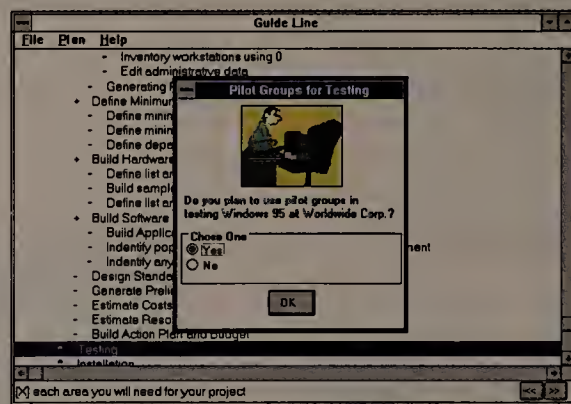 Guide Line
File Plan Help
- Inventory workstations using 0
- Edit administrative data
- Generating
+ Define Minimum
- Define minin
- Define minin
- Define depa
+ Build Hardware
- Define list ar
- Build sample
- Define list ar
+ Build Software
- Build Applic
- Indentify pop
ment
- Indentify any
- Design Standa
- Generate Preli
- Estimate Costs
- Estimate Reso
- Build Action Plan and Budget
Testing
Installation
[X] each area you will need for your project
<< >>
Pilot Groups for Testing
Do you plan to use pilot groups in
testing Windows 95 at Worldwide Corp.?
Chose One
Yes
No
OK